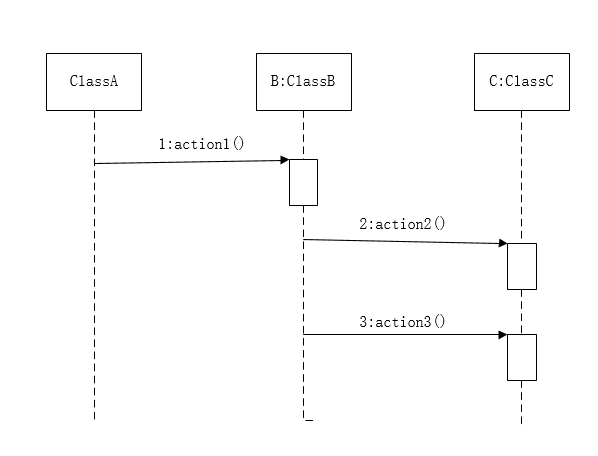 ClassA
B:ClassB
C:ClassC
1:action1()
2:action2()
3:action3()